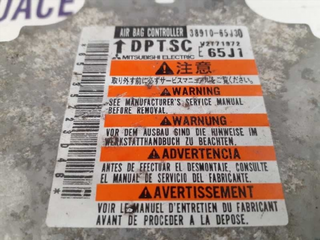 AIR BAG CONTROLLER 38910-65J30
DPTSC
MITSUBISHI ELECTRIC E 65J1
注意
取り外す前に必ずサービスマニュアルをご覧ください。
WARNING
SEE MANUFACTURER'S SERVICE MANUAL
BEFORE REMOVAL.
WARNUNG
VOR DEM AUSBAU SIND DIE HINWEISE IM
WERKSTATTHANDBUCH ZU BEACHTEN.
ADVERTENCIA
ANTES DE EFECTUAR EL DESMONTAJE, CONSULTE
EL MANUAL DE SERVICIO DEL FABRICANTE.
AVERTISSEMENT
VOIR LE MANUEL D'ENTRETIEN DU FABRICANT
AVANT DE PROCEDER A LA DEPOSE.